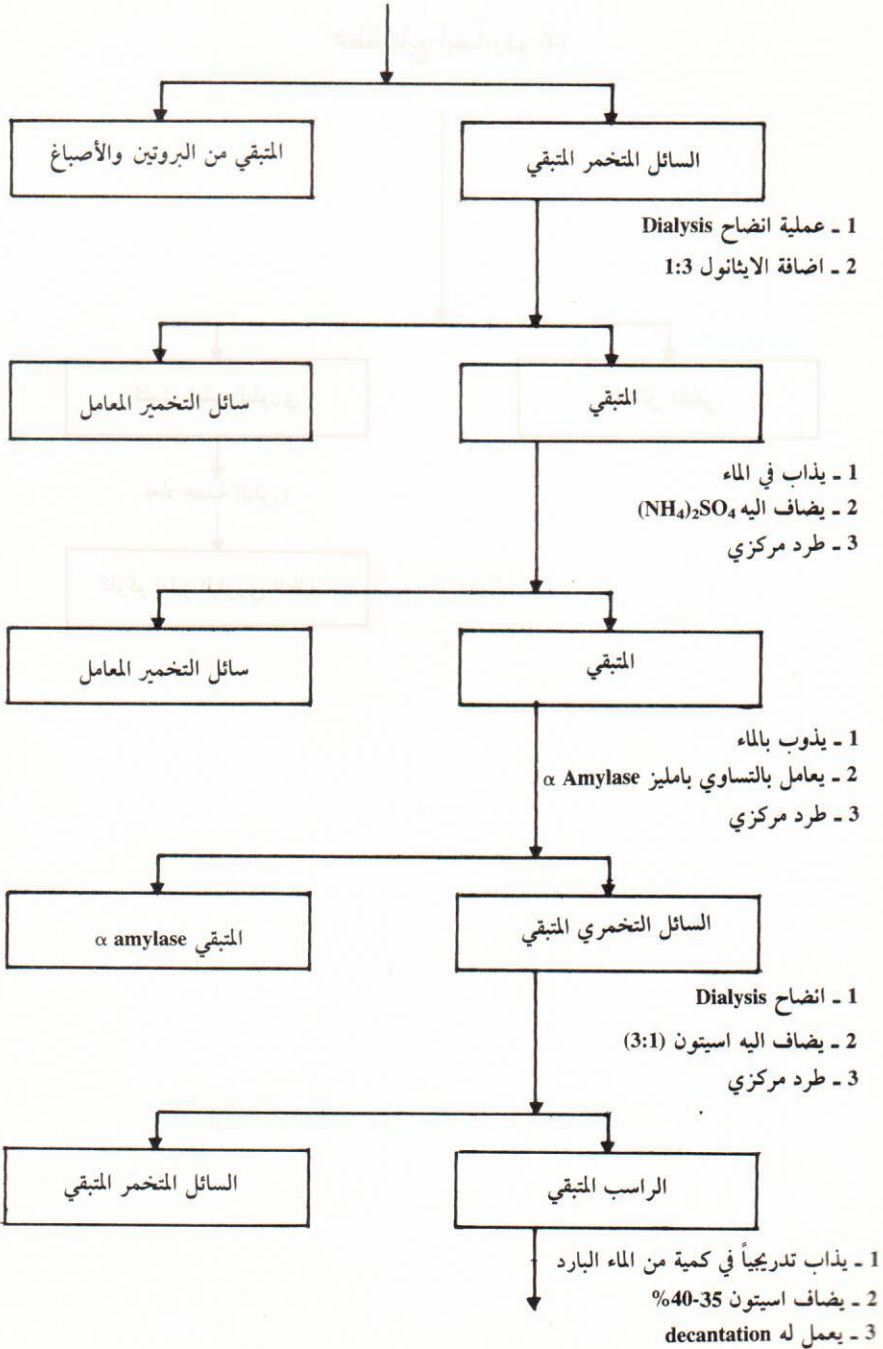 السائل المتخمر المتبقي
المتبقي من البروتين والأصباغ
1 ـ عملية انضاح Dialysis
2 ـ اضافة الايثانول 1:3
المتبقي
سائل التخمير المعامل
1 ـ يذاب في الماء
2 ـ يضاف اليه (NH₄)₂SO₄
3 ـ طرد مركزي
المتبقي
سائل التخمير المعامل
1 ـ يذوب بالماء
2 ـ يعامل بالتساوي بامليز α Amylase
3 ـ طرد مركزي
السائل التخمري المتبقي
المتبقي α amylase
1 ـ انضاح Dialysis
2 ـ يضاف اليه اسيتون (3:1)
3 ـ طرد مركزي
الراسب المتبقي
السائل المتخمر المتبقي
1 ـ يذاب تدريجياً في كمية من الماء البارد
2 ـ يضاف اسيتون 35-40%
3 ـ يعمل له decantation